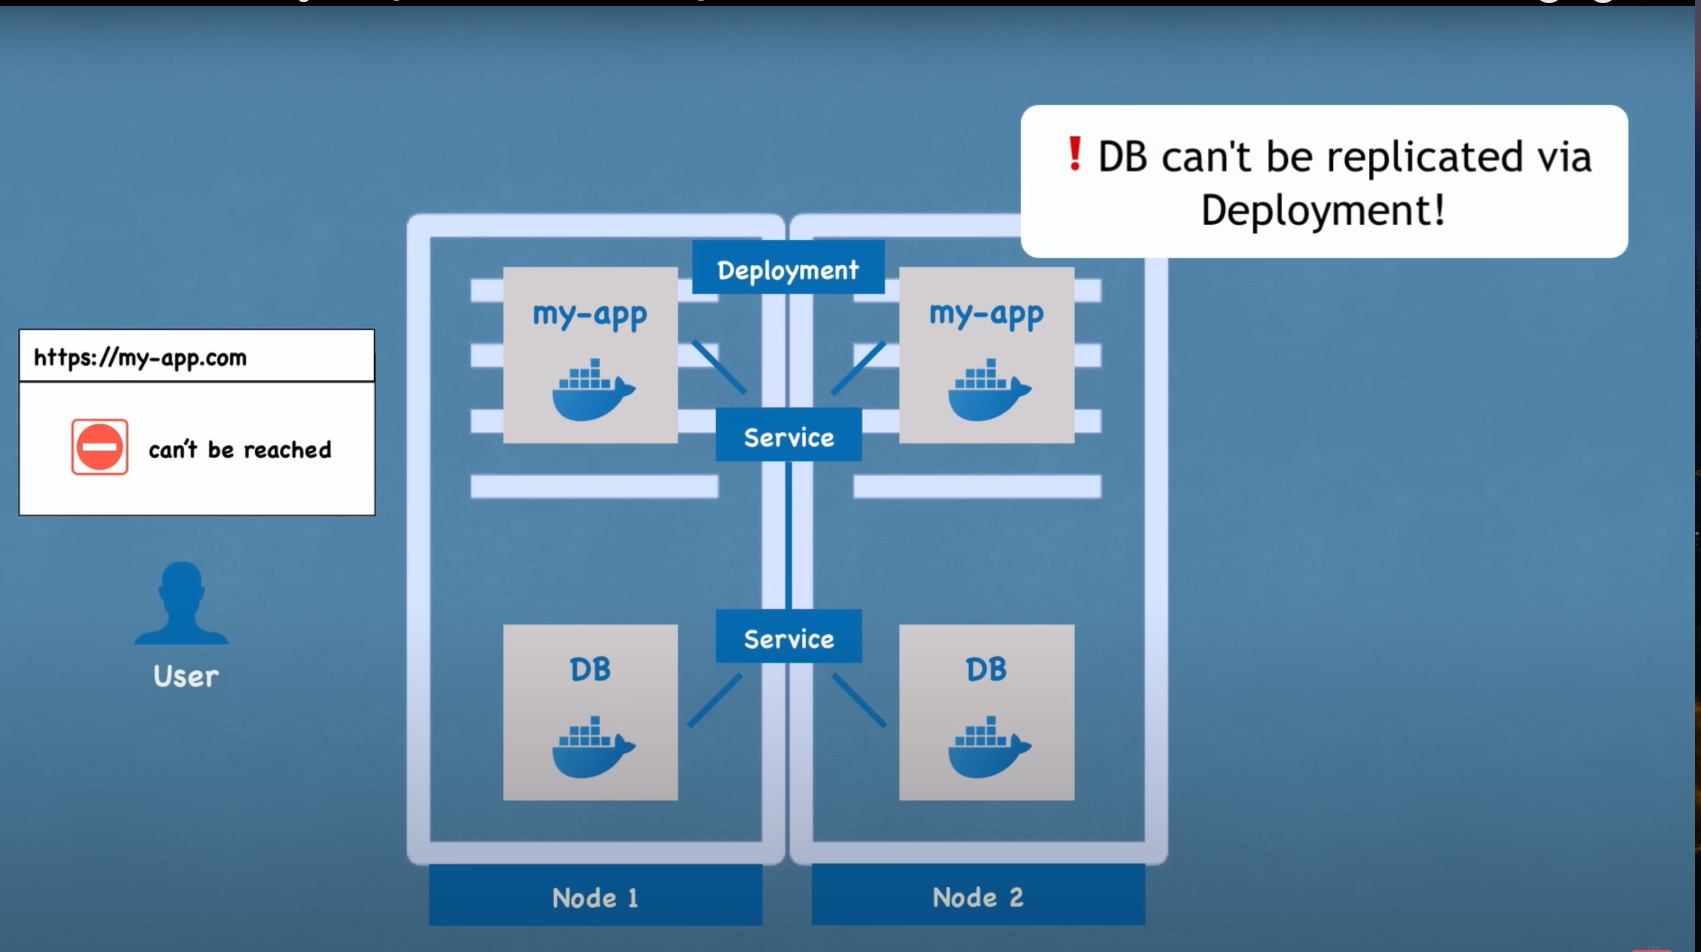 ! DB can't be replicated via
Deployment!
Deployment
my-app
my-app
https://my-app.com
can't be reached
Service
Service
User
DB
DB
Node 1
Node 2